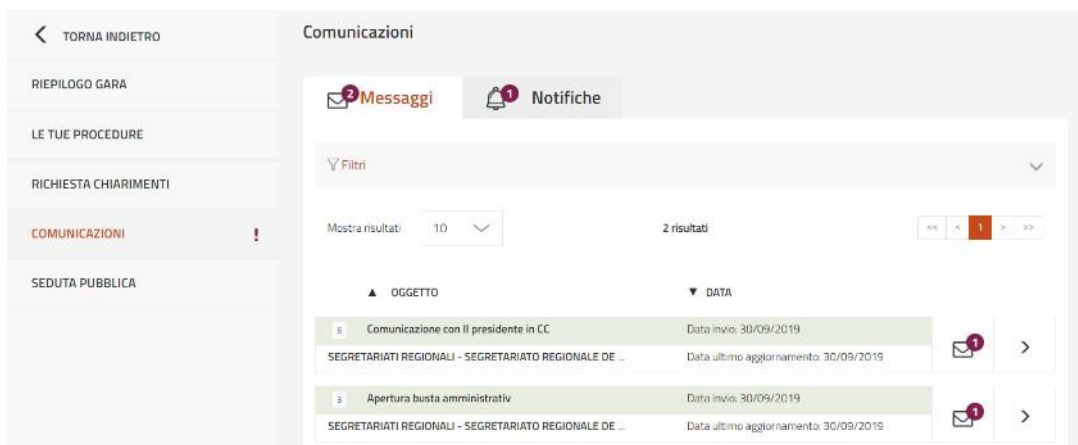 TORNA INDIETRO
RIEPILOGO GARA
LE TUE PROCEDURE
RICHIESTA CHIARIMENTI
COMUNICAZIONI !
SEDUTA PUBBLICA
Comunicazioni
2 Messaggi
1 Notifiche
Filtri
Mostra risultati 10 2 risultati << < 1 > >>
▲ OGGETTO ▼ DATA
5 Comunicazione con Il presidente in CC Data invio: 30/09/2019
SEGRETARIATI REGIONALI - SEGRETARIATO REGIONALE DE ... Data ultimo aggiornamento: 30/09/2019 1
3 Apertura busta amministrativ Data invio: 30/09/2019
SEGRETARIATI REGIONALI - SEGRETARIATO REGIONALE DE ... Data ultimo aggiornamento: 30/09/2019 1